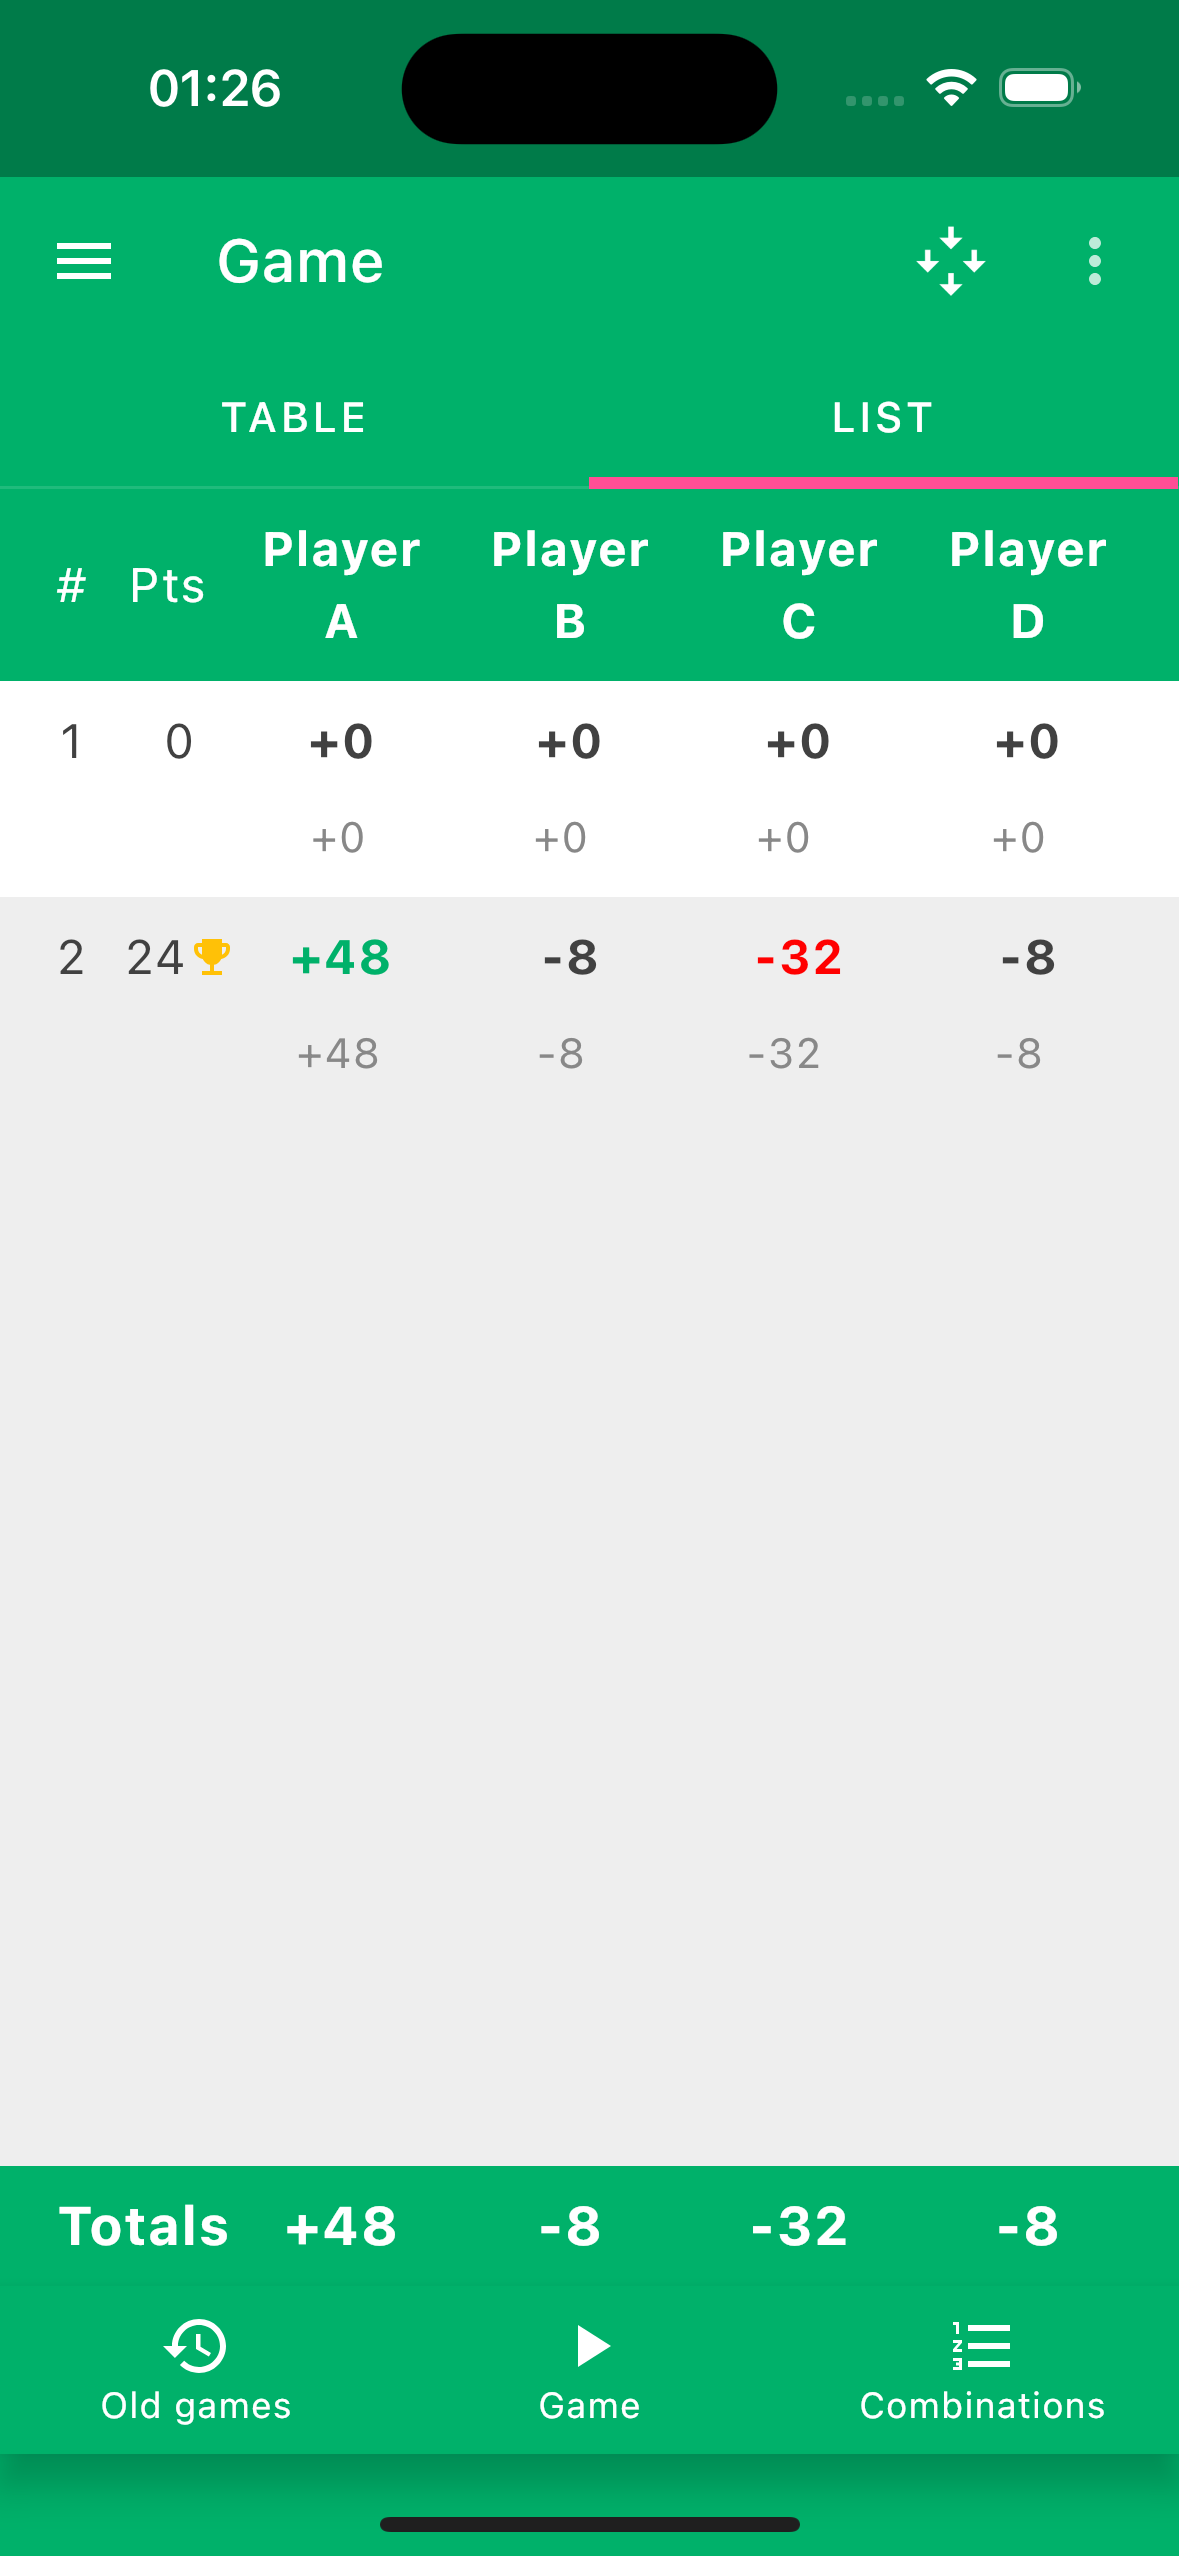 01:26
Game
TABLE LIST
# Pts Player A Player B Player C Player D
1 0 +0 +0 +0 +0
+0 +0 +0 +0
2 24 +48 -8 -32 -8
+48 -8 -32 -8
Totals +48 -8 -32 -8
Old games Game Combinations